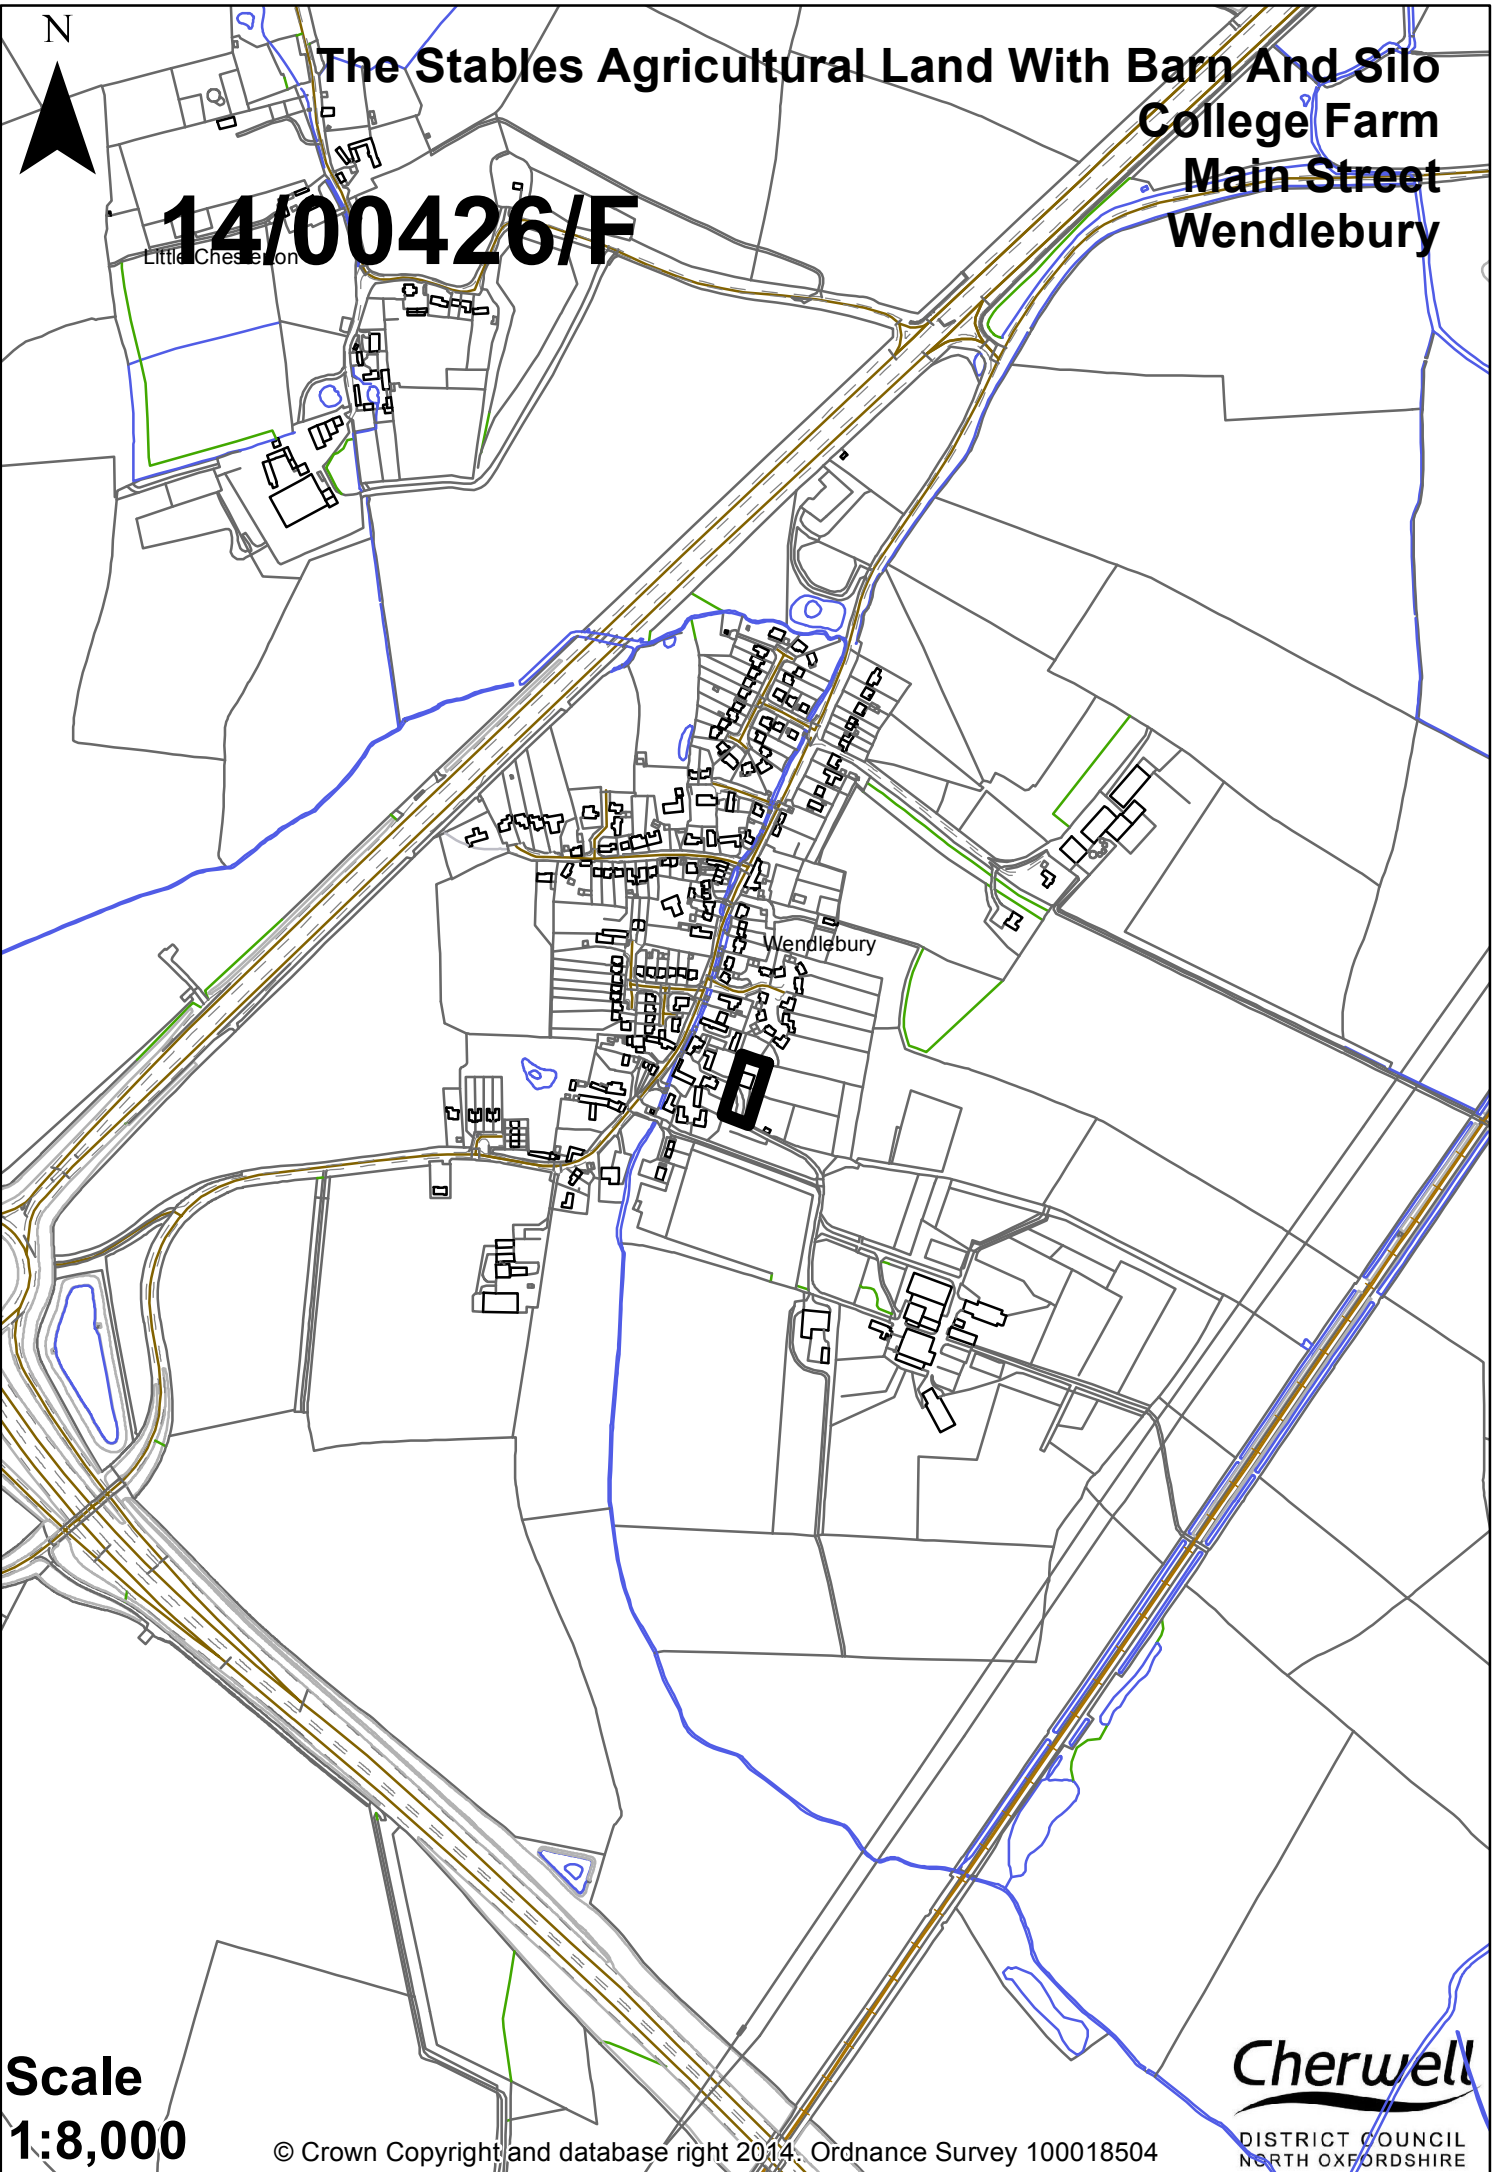 N
The Stables Agricultural Land With Barn And Silo
College Farm
Main Street
Wendlebury
14/00426/F
Little Chesterton
Wendlebury
Scale
1:8,000
© Crown Copyright and database right 2014. Ordnance Survey 100018504
Cherwell
DISTRICT COUNCIL
NORTH OXFORDSHIRE